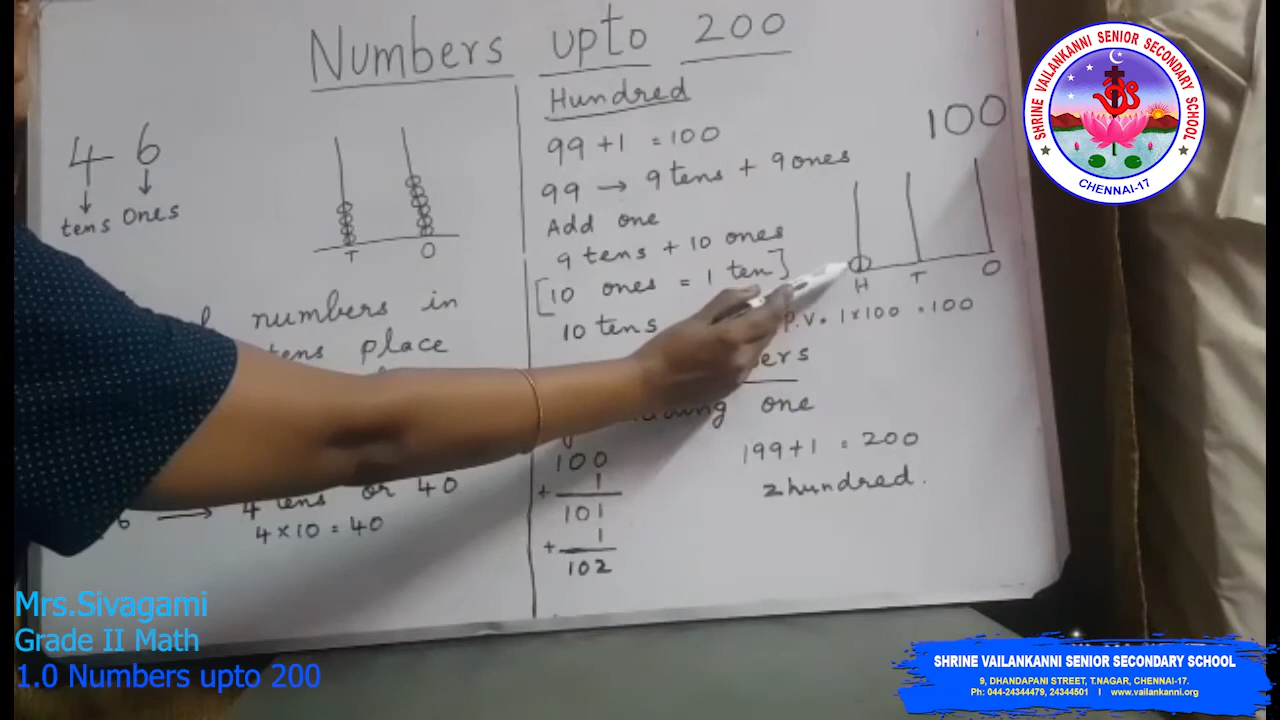 Numbers upto 200
4 6
tens Ones
T O
numbers in
tens place
4 tens or 40
6 → 4 × 10 = 40
Hundred
99 + 1 = 100
99 → 9 tens + 9 ones
Add one
9 tens + 10 ones
[10 ones = 1 ten]
10 tens
one
100
+ 1
101
+ 1
102
100
H T O
P.V. 1 × 100 = 100
199 + 1 = 200
2 hundred.
SHRINE VAILANKANNI SENIOR SECONDARY SCHOOL
CHENNAI-17
Mrs.Sivagami
Grade II Math
1.0 Numbers upto 200
SHRINE VAILANKANNI SENIOR SECONDARY SCHOOL
9, DHANDAPANI STREET, T.NAGAR, CHENNAI-17.
Ph: 044-24344479, 24344501 I www.vailankanni.org